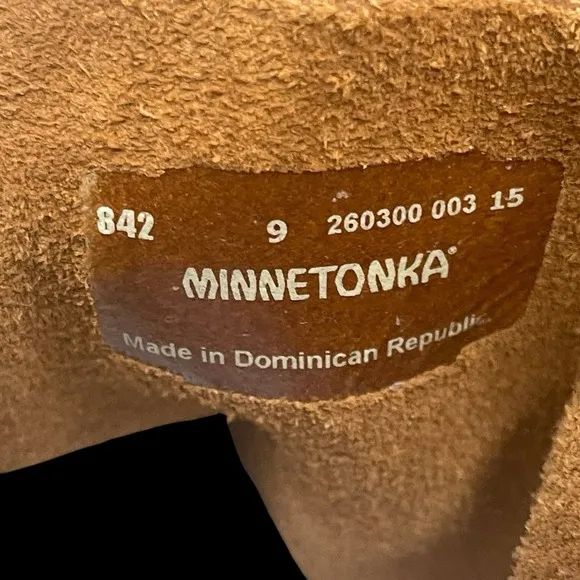 842 9 260300 003 15
MINNETONKA®
Made in Dominican Republic